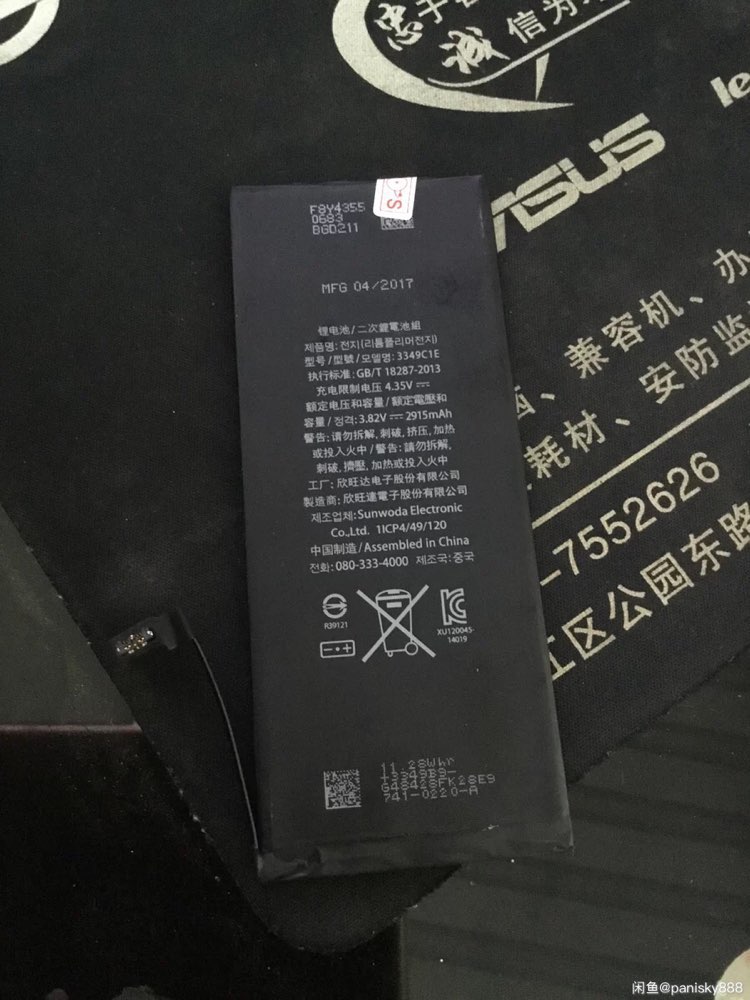 忠
诚
信为
ASUS
le
、兼容机、办
耗材、安防监
-7552626
江区公园东路
F8Y4355
0683
BGD211
MFG 04/2017
锂电池/二次鋰電池組
제품명: 전지(리튬폴리머전지)
型号/型號/모델명: 3349C1E
执行标准: GB/T 18287-2013
充电限制电压 4.35V⎓
额定电压和容量/額定電壓和
容量/정격: 3.82V⎓2915mAh
警告: 请勿拆解, 刺破, 挤压, 加热
或投入火中/警告: 請勿拆解,
刺破, 擠壓, 加熱或投入火中
工厂: 欣旺达电子股份有限公司
製造商: 欣旺達電子股份有限公司
제조업체: Sunwoda Electronic
Co.,Ltd. 1ICP4/49/120
中国制造/Assembled in China
전화: 080-333-4000 제조국: 중국
R39121
XU120045-
14019
11.28Whr
741-0220-A
闲鱼@panisky888